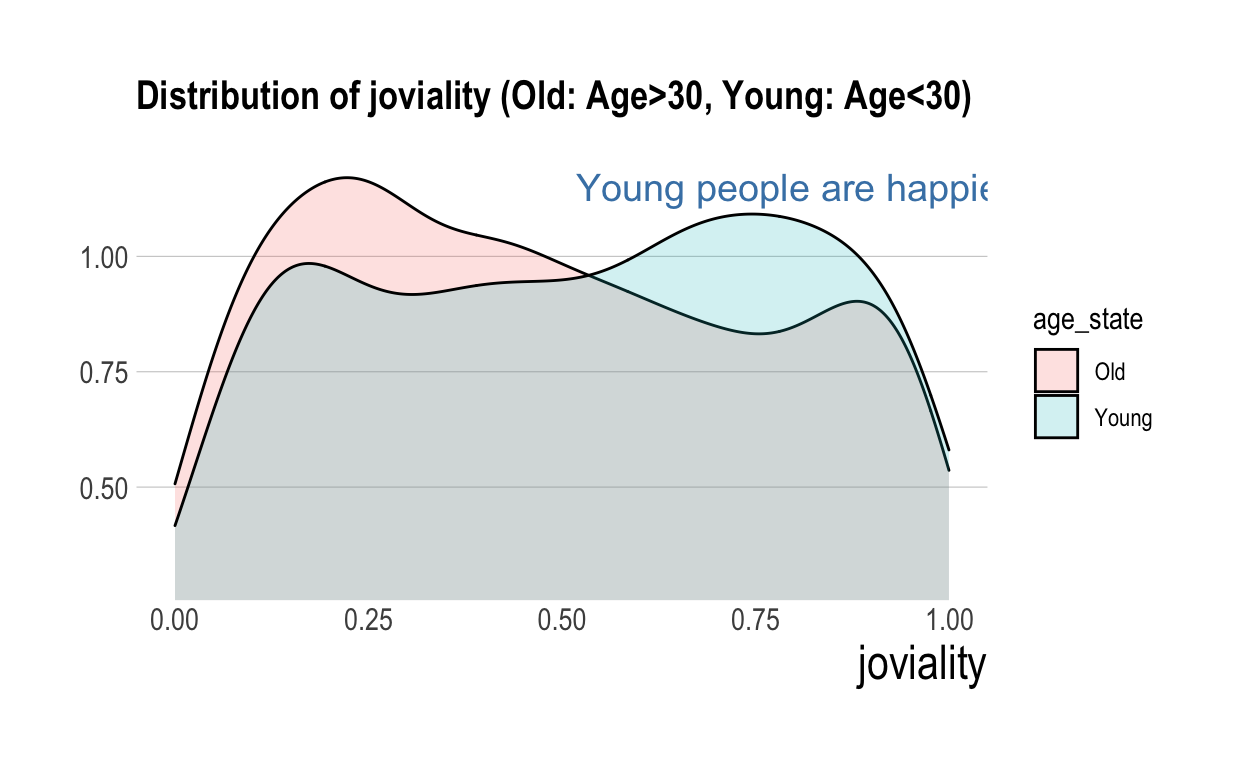 Distribution of joviality (Old: Age>30, Young: Age<30)
Young people are happie
1.00
0.75
0.50
0.00 0.25 0.50 0.75 1.00
joviality
age_state
Old
Young